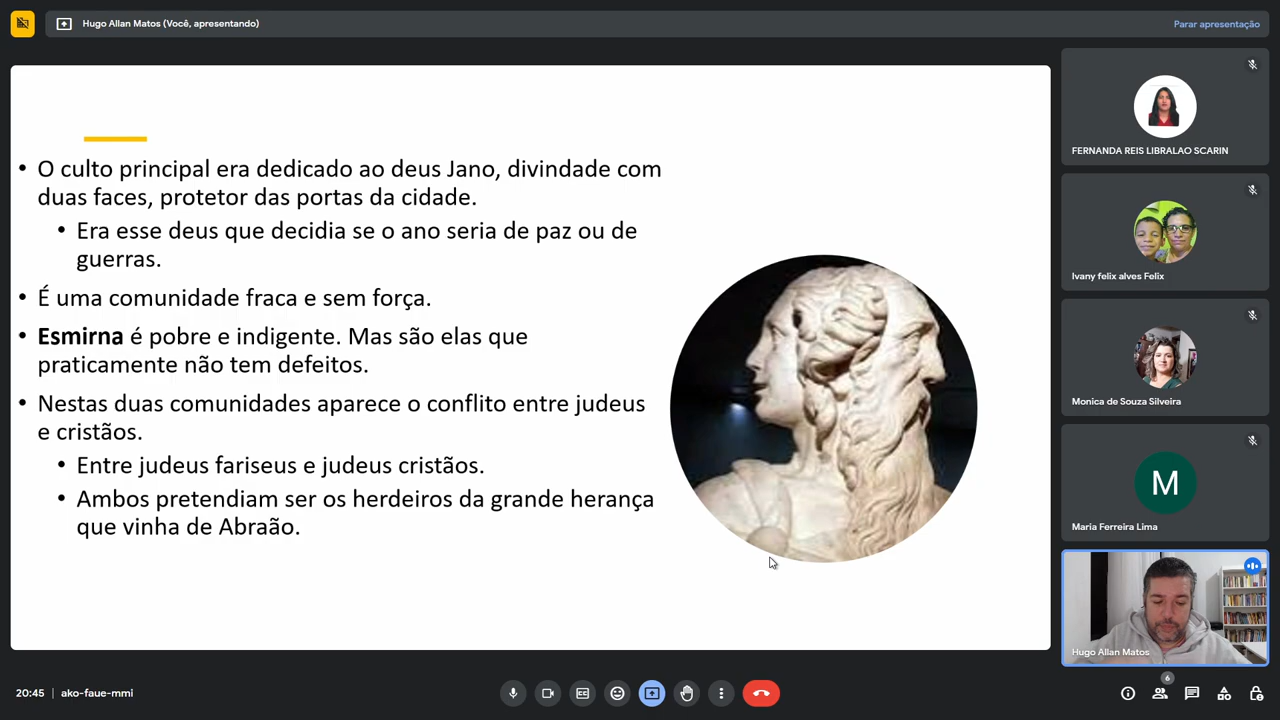 Hugo Allan Matos (Você, apresentando)
Parar apresentação
• O culto principal era dedicado ao deus Jano, divindade com
duas faces, protetor das portas da cidade.
• Era esse deus que decidia se o ano seria de paz ou de
guerras.
• É uma comunidade fraca e sem força.
• Esmirna é pobre e indigente. Mas são elas que
praticamente não tem defeitos.
• Nestas duas comunidades aparece o conflito entre judeus
e cristãos.
• Entre judeus fariseus e judeus cristãos.
• Ambos pretendiam ser os herdeiros da grande herança
que vinha de Abraão.
FERNANDA REIS LIBRALAO SCARIN
Ivany felix alves Felix
Monica de Souza Silveira
M
Maria Ferreira Lima
Hugo Allan Matos
20:45 | ako-faue-mmi
6